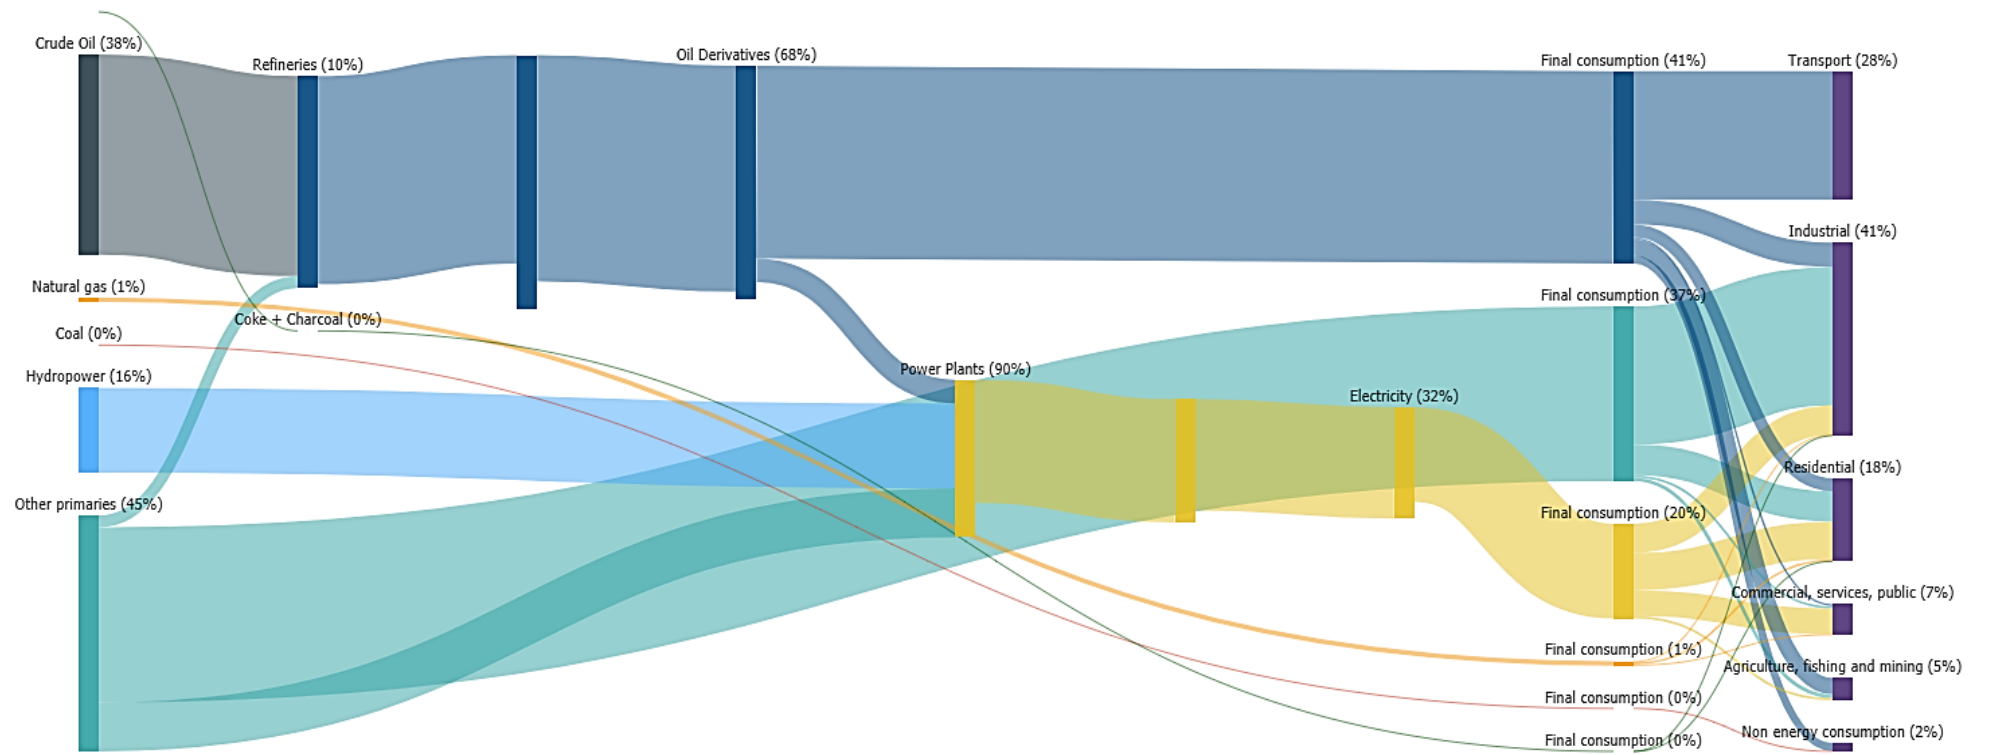 Crude Oil (38%)
Refineries (10%)
Oil Derivatives (68%)
Final consumption (41%)
Transport (28%)
Industrial (41%)
Natural gas (1%)
Coke + Charcoal (0%)
Final consumption (37%)
Coal (0%)
Hydropower (16%)
Power Plants (90%)
Electricity (32%)
Residential (18%)
Other primaries (45%)
Final consumption (20%)
Commercial, services, public (7%)
Final consumption (1%)
Agriculture, fishing and mining (5%)
Final consumption (0%)
Non energy consumption (2%)
Final consumption (0%)